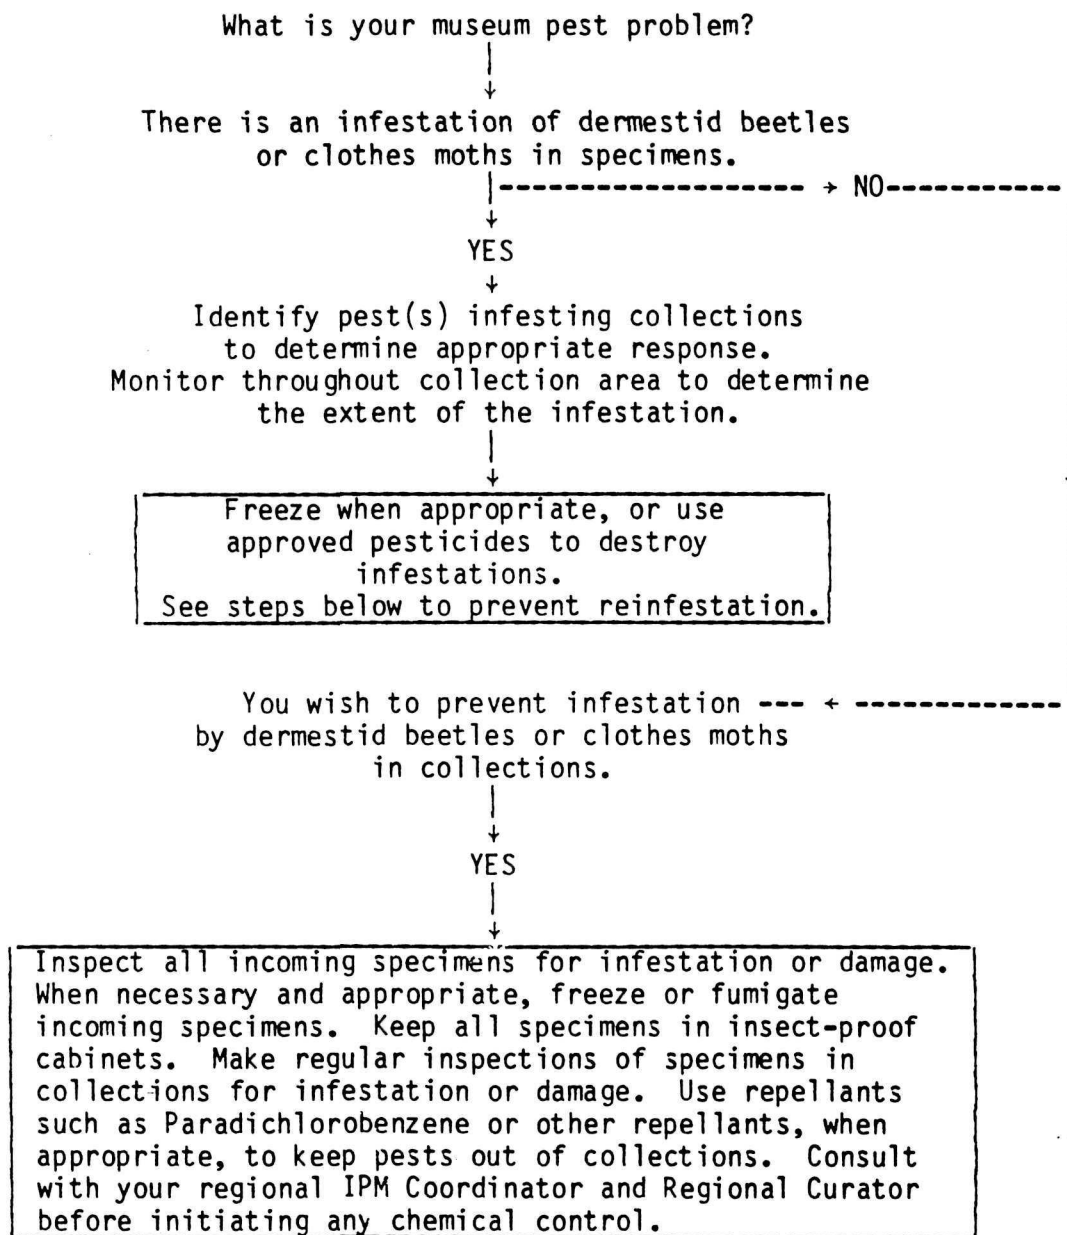 What is your museum pest problem?
There is an infestation of dermestid beetles
or clothes moths in specimens.
NO
YES
Identify pest(s) infesting collections
to determine appropriate response.
Monitor throughout collection area to determine
the extent of the infestation.
Freeze when appropriate, or use
approved pesticides to destroy
infestations.
See steps below to prevent reinfestation.
You wish to prevent infestation
by dermestid beetles or clothes moths
in collections.
YES
Inspect all incoming specimens for infestation or damage.
When necessary and appropriate, freeze or fumigate
incoming specimens.  Keep all specimens in insect-proof
cabinets.  Make regular inspections of specimens in
collections for infestation or damage.  Use repellants
such as Paradichlorobenzene or other repellants, when
appropriate, to keep pests out of collections.  Consult
with your regional IPM Coordinator and Regional Curator
before initiating any chemical control.